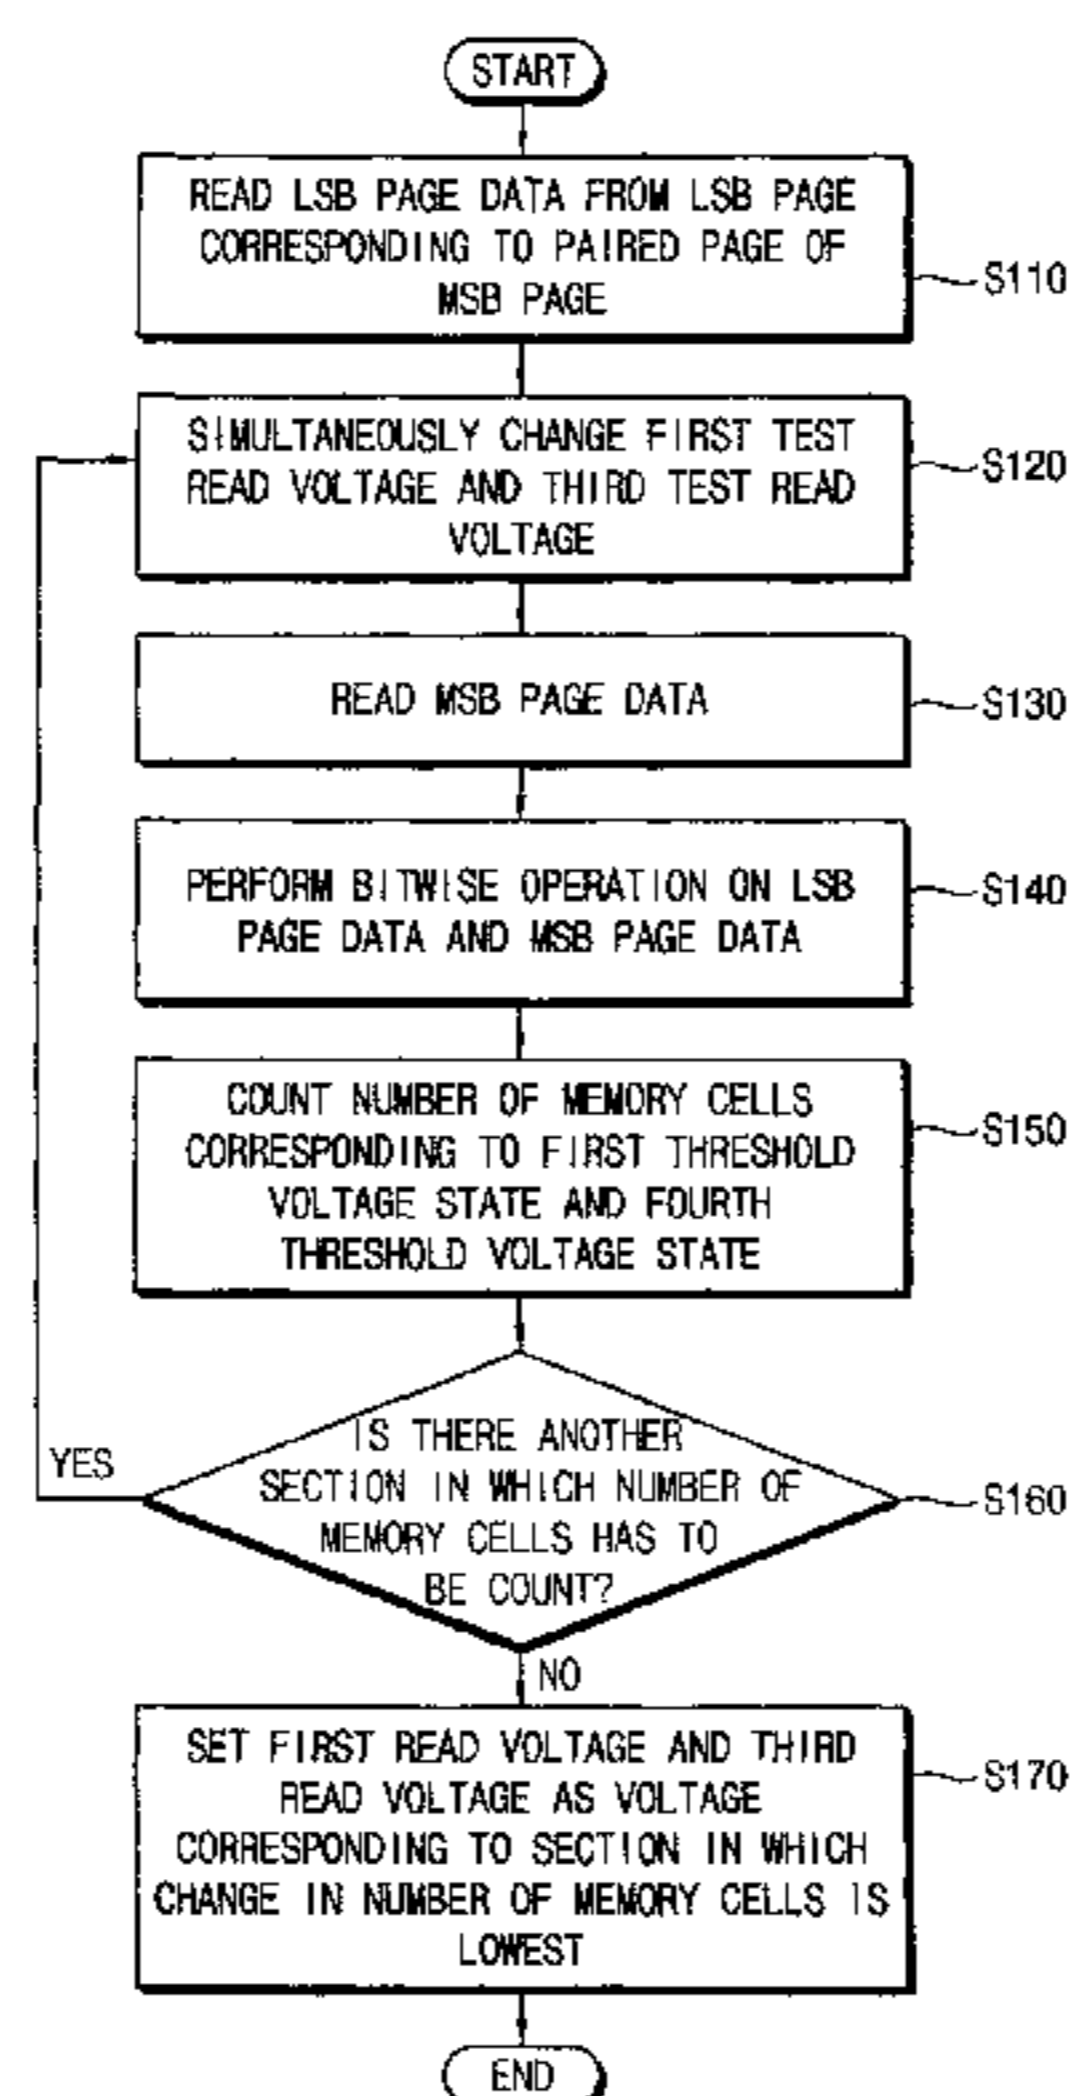 START
READ LSB PAGE DATA FROM LSB PAGE
CORRESPONDING TO PAIRED PAGE OF
MSB PAGE
S110
SIMULTANEOUSLY CHANGE FIRST TEST
READ VOLTAGE AND THIRD TEST READ
VOLTAGE
S120
READ MSB PAGE DATA
S130
PERFORM BITWISE OPERATION ON LSB
PAGE DATA AND MSB PAGE DATA
S140
COUNT NUMBER OF MEMORY CELLS
CORRESPONDING TO FIRST THRESHOLD
VOLTAGE STATE AND FOURTH
THRESHOLD VOLTAGE STATE
S150
IS THERE ANOTHER
SECTION IN WHICH NUMBER OF
MEMORY CELLS HAS TO
BE COUNT?
S160
YES
NO
SET FIRST READ VOLTAGE AND THIRD
READ VOLTAGE AS VOLTAGE
CORRESPONDING TO SECTION IN WHICH
CHANGE IN NUMBER OF MEMORY CELLS IS
LOWEST
S170
END